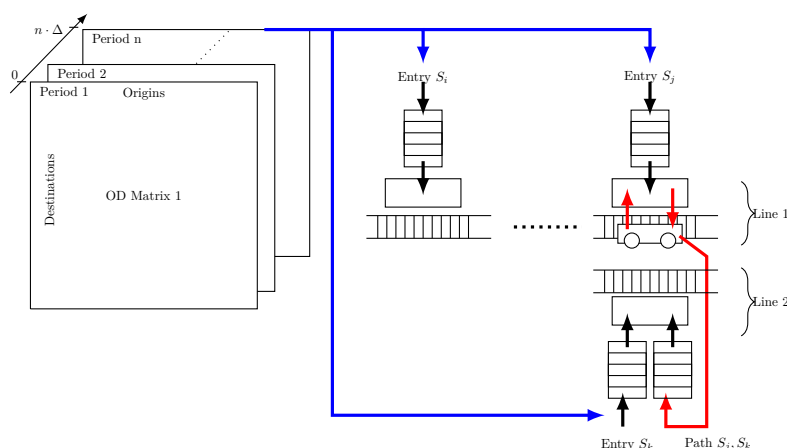 n · Δ
0
Period n
Period 2
Period 1
Origins
Destinations
OD Matrix 1
Entry S_i
Entry S_j
Line 1
Line 2
Entry S_k
Path S_j, S_k